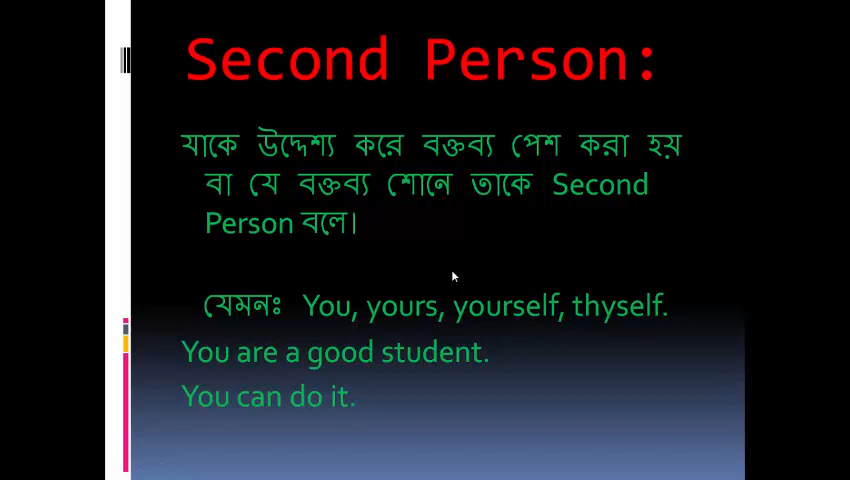 Second Person:
যাকে উদ্দেশ্য করে বক্তব্য পেশ করা হয়
বা যে বক্তব্য শোনে তাকে Second
Person বলে।
যেমনঃ You, yours, yourself, thyself.
You are a good student.
You can do it.